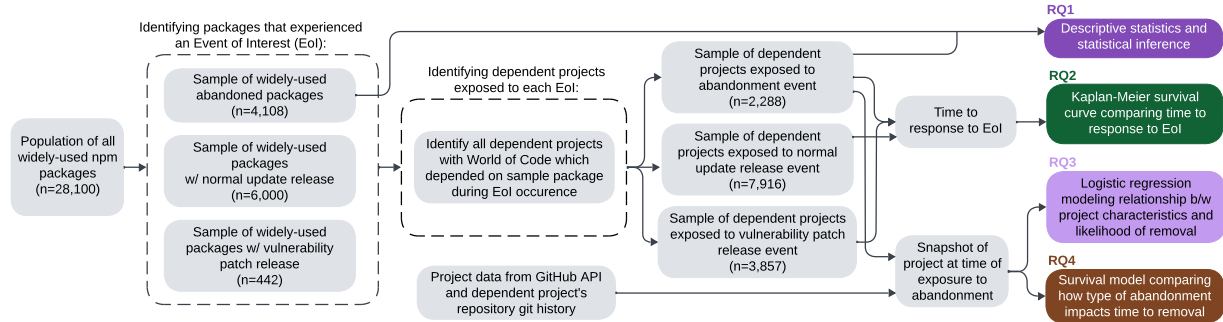 Population of all
widely-used npm
packages
(n=28,100)
Identifying packages that experienced
an Event of Interest (EoI):
Sample of widely-used
abandoned packages
(n=4,108)
Sample of widely-used
packages
w/ normal update release
(n=6,000)
Sample of widely-used
packages w/ vulnerability
patch release
(n=442)
Identifying dependent projects
exposed to each EoI:
Identify all dependent projects
with World of Code which
depended on sample package
during EoI occurence
Project data from GitHub API
and dependent project's
repository git history
Sample of dependent
projects exposed to
abandonment event
(n=2,288)
Sample of dependent
projects exposed to normal
update release event
(n=7,916)
Sample of dependent projects
exposed to vulnerability patch
release event
(n=3,857)
Time to
response to EoI
Snapshot of
project at time of
exposure to
abandonment
RQ1
Descriptive statistics and
statistical inference
RQ2
Kaplan-Meier survival
curve comparing time to
response to EoI
RQ3
Logistic regression
modeling relationship b/w
project characteristics and
likelihood of removal
RQ4
Survival model comparing
how type of abandonment
impacts time to removal